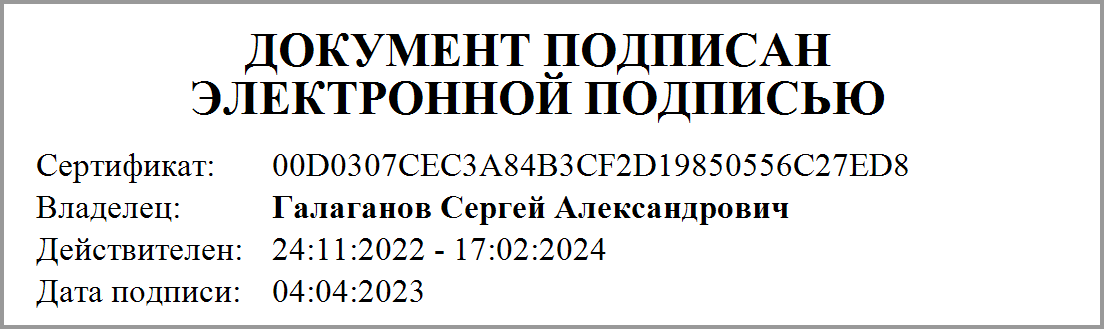 ДОКУМЕНТ ПОДПИСАН
ЭЛЕКТРОННОЙ ПОДПИСЬЮ
Сертификат: 00D0307CEC3A84B3CF2D19850556C27ED8
Владелец: Галаганов Сергей Александрович
Действителен: 24:11:2022 - 17:02:2024
Дата подписи: 04:04:2023